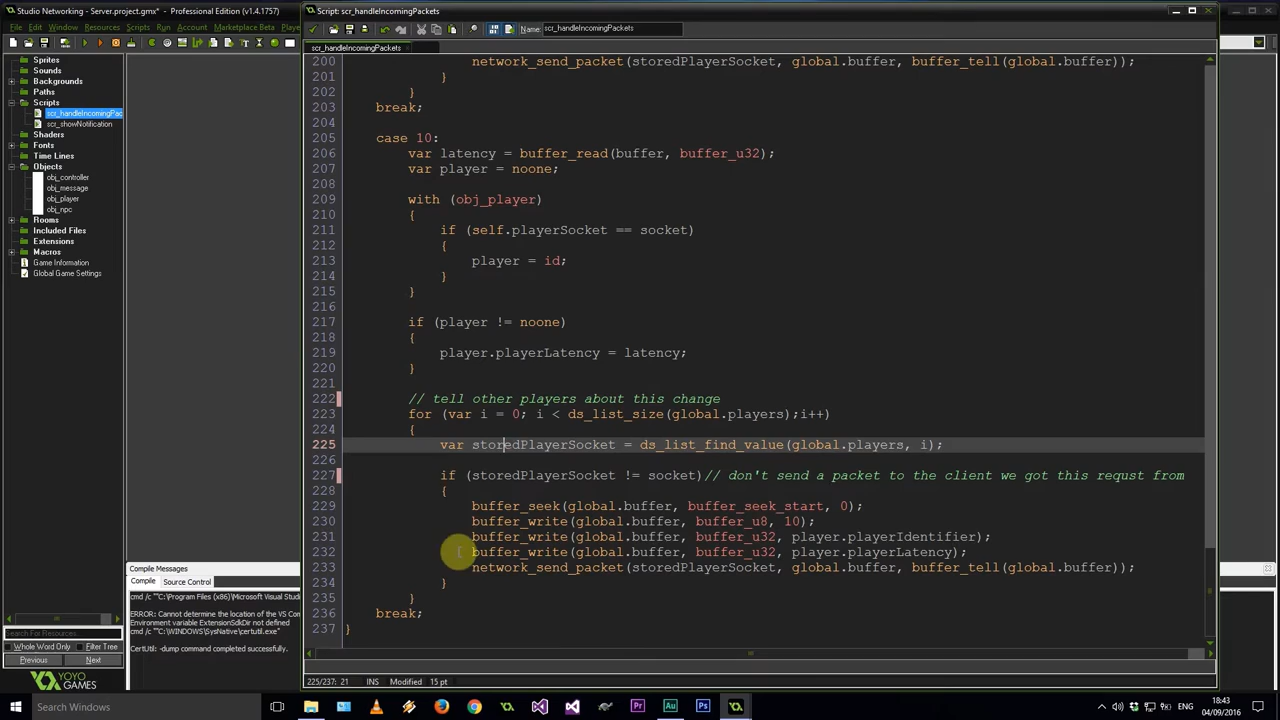 Studio Networking - Server.project.gmx* - Professional Edition (v1.4.1757)
Script: scr_handleIncomingPackets
File Edit Window Resources Scripts Run Account Marketplace Beta
Name: scr_handleIncomingPackets
scr_handleIncomingPackets
Sprites
Sounds
Backgrounds
Paths
Scripts
scr_handleIncomingPac
scr_showNotification
Shaders
Fonts
Time Lines
Objects
obj_controller
obj_message
obj_player
obj_npc
Rooms
Included Files
Extensions
Macros
Game Information
Global Game Settings
200 network_send_packet(storedPlayerSocket, global.buffer, buffer_tell(global.buffer));
201 }
202 }
203 break;
204
205 case 10:
206 var latency = buffer_read(buffer, buffer_u32);
207 var player = noone;
208
209 with (obj_player)
210 {
211 if (self.playerSocket == socket)
212 {
213 player = id;
214 }
215 }
216
217 if (player != noone)
218 {
219 player.playerLatency = latency;
220 }
221
222 // tell other players about this change
223 for (var i = 0; i < ds_list_size(global.players);i++)
224 {
225 var storedPlayerSocket = ds_list_find_value(global.players, i);
226
227 if (storedPlayerSocket != socket)// don't send a packet to the client we got this requst from
228 {
229 buffer_seek(global.buffer, buffer_seek_start, 0);
230 buffer_write(global.buffer, buffer_u8, 10);
231 buffer_write(global.buffer, buffer_u32, player.playerIdentifier);
232 buffer_write(global.buffer, buffer_u32, player.playerLatency);
233 network_send_packet(storedPlayerSocket, global.buffer, buffer_tell(global.buffer));
234 }
235 }
236 break;
237 }
Compile Messages
Compile Source Control
cmd /c "C:\Program Files (x86)\Microsoft Visual Studi
ERROR: Cannot determine the location of the VS Com
Environment variable ExtensionSdkDir not defined
cmd /c "C:\WINDOWS\SysNative\certutil.exe"
CertUtil: -dump command completed successfully.
Search For Resources
Whole Word Only Filter Tree
Previous Next
YOYO
GAMES
225/237: 21 INS Modified 15 pt
Search Windows
ENG
18:43
04/09/2016